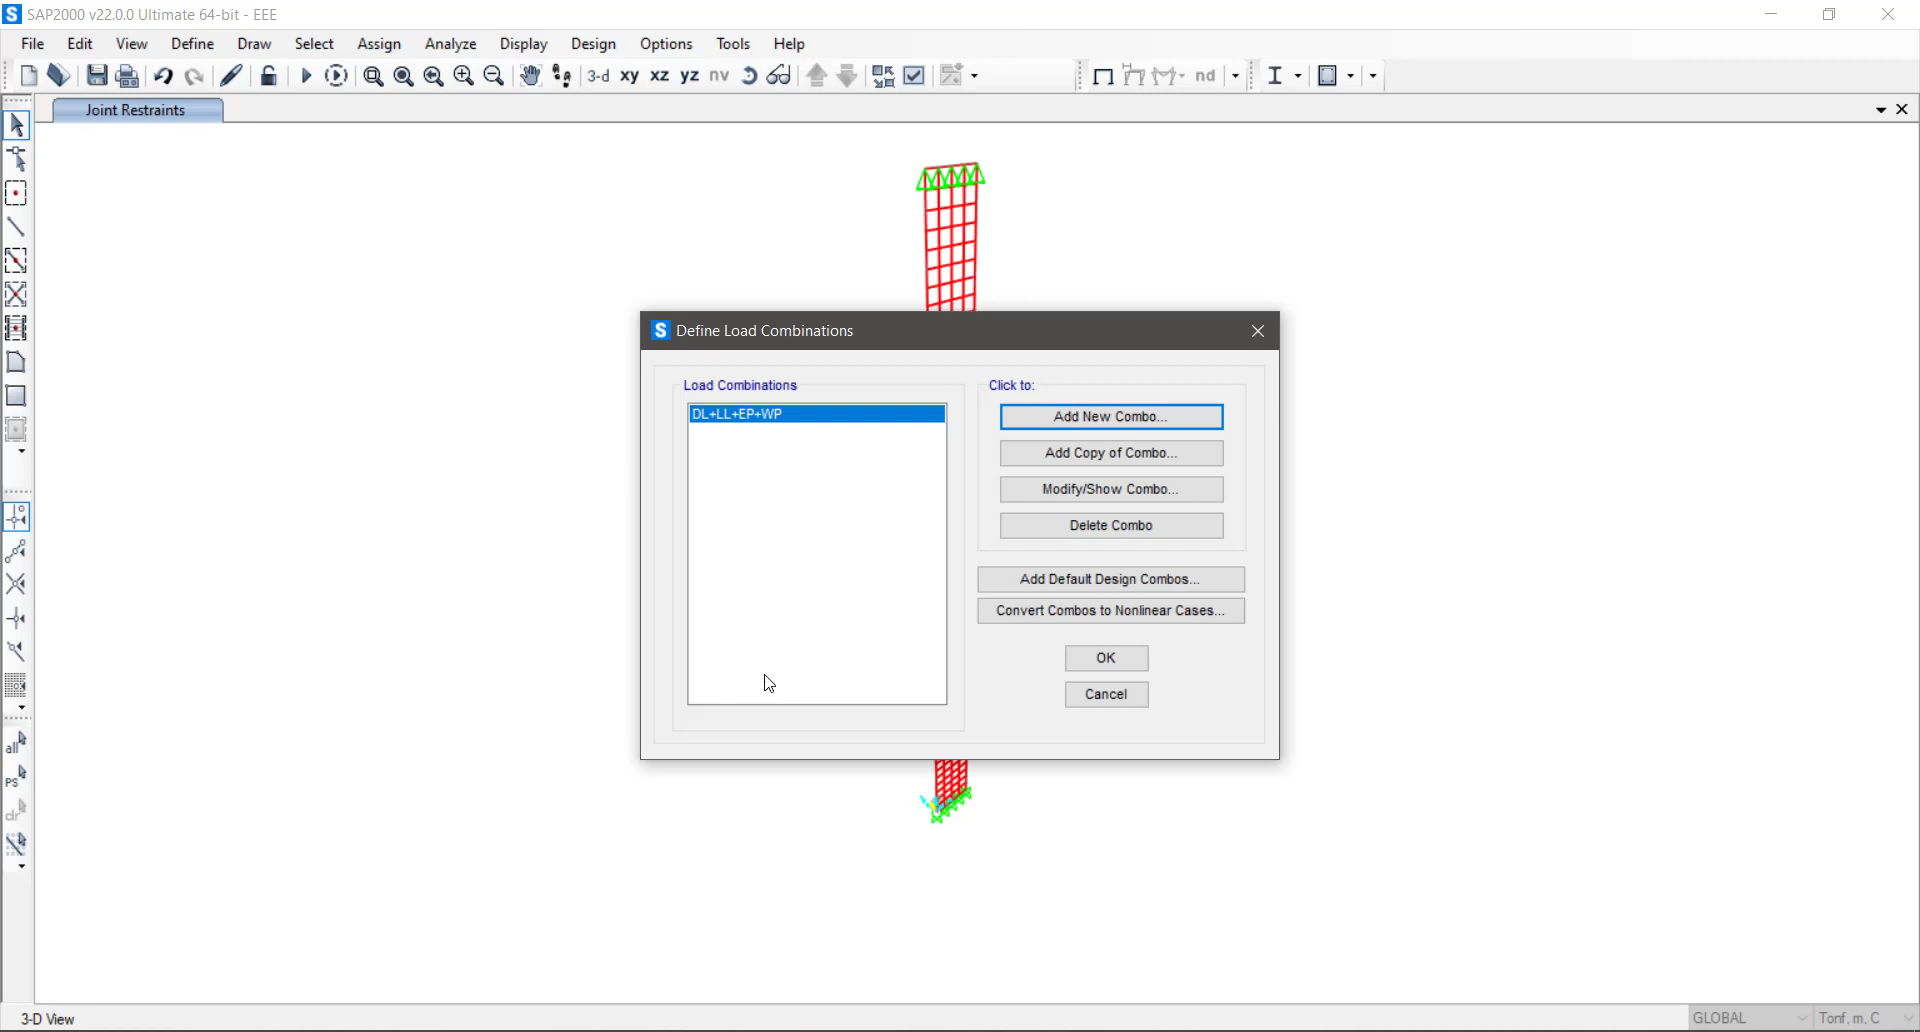 SAP2000 v22.0.0 Ultimate 64-bit - EEE
File Edit View Define Draw Select Assign Analyze Display Design Options Tools Help
3-d xy xz yz nv nd
Joint Restraints
Define Load Combinations
Load Combinations
DL+LL+EP+WP
Click to:
Add New Combo...
Add Copy of Combo...
Modify/Show Combo...
Delete Combo
Add Default Design Combos...
Convert Combos to Nonlinear Cases...
OK
Cancel
all
PS
clr
3-D View
GLOBAL
Tonf, m, C